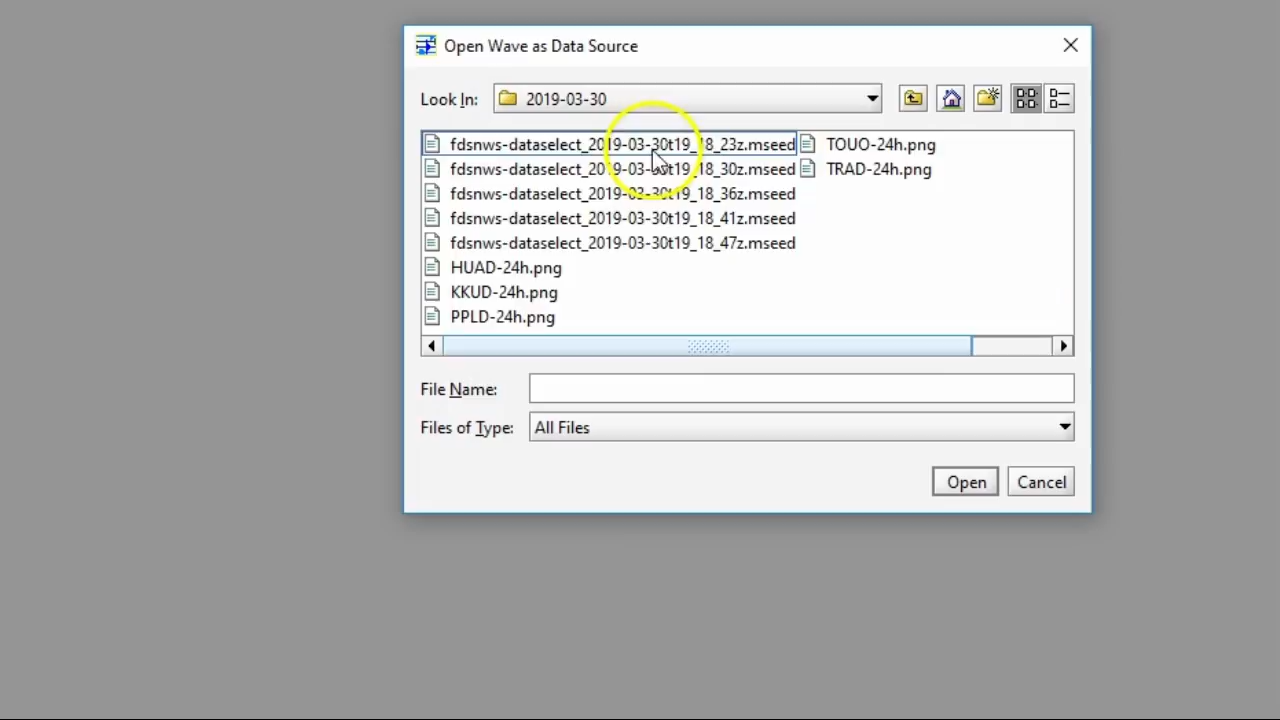 Open Wave as Data Source
Look In: 2019-03-30
fdsnws-dataselect_2019-03-30t19_18_23z.mseed
fdsnws-dataselect_2019-03-30t19_18_30z.mseed
fdsnws-dataselect_2019-03-30t19_18_36z.mseed
fdsnws-dataselect_2019-03-30t19_18_41z.mseed
fdsnws-dataselect_2019-03-30t19_18_47z.mseed
HUAD-24h.png
KKUD-24h.png
PPLD-24h.png
TOUO-24h.png
TRAD-24h.png
File Name:
Files of Type: All Files
Open Cancel